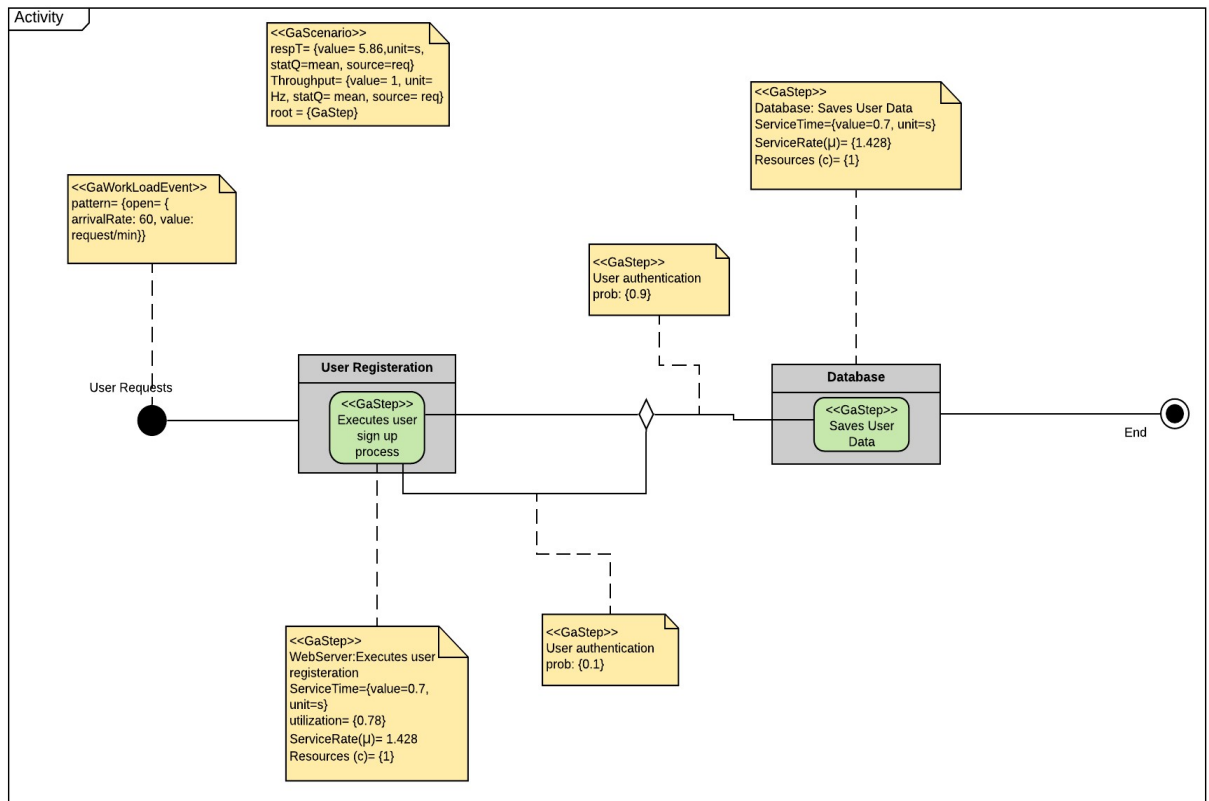 Activity
<<GaScenario>>
respT= {value= 5.86,unit=s,
statQ=mean, source=req}
Throughput= {value= 1, unit=
Hz, statQ= mean, source= req}
root = {GaStep}
<<GaStep>>
Database: Saves User Data
ServiceTime={value=0.7, unit=s}
ServiceRate(μ)= {1.428}
Resources (c)= {1}
<<GaWorkLoadEvent>>
pattern= {open= {
arrivalRate: 60, value:
request/min}}
<<GaStep>>
User authentication
prob: {0.9}
User Requests
User Registeration
<<GaStep>>
Executes user
sign up
process
Database
<<GaStep>>
Saves User
Data
End
<<GaStep>>
WebServer:Executes user
registeration
ServiceTime={value=0.7,
unit=s}
utilization= {0.78}
ServiceRate(μ)= 1.428
Resources (c)= {1}
<<GaStep>>
User authentication
prob: {0.1}